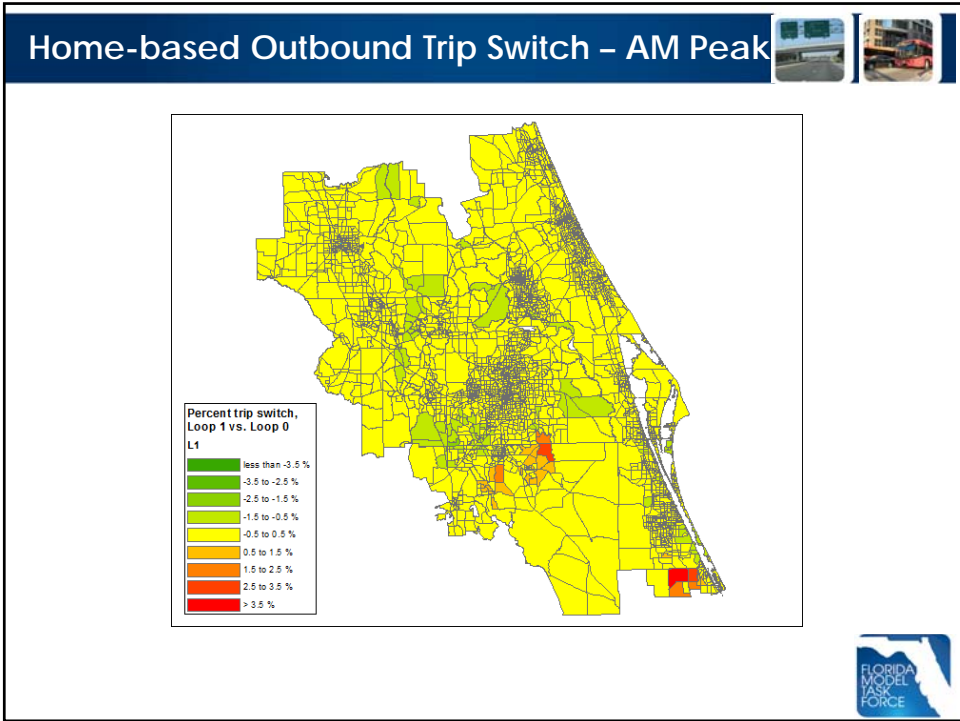 Home-based Outbound Trip Switch – AM Peak
Percent trip switch,
Loop 1 vs. Loop 0
L1
less than -3.5 %
-3.5 to -2.5 %
-2.5 to -1.5 %
-1.5 to -0.5 %
-0.5 to 0.5 %
0.5 to 1.5 %
1.5 to 2.5 %
2.5 to 3.5 %
> 3.5 %
FLORIDA
MODEL
TASK
FORCE